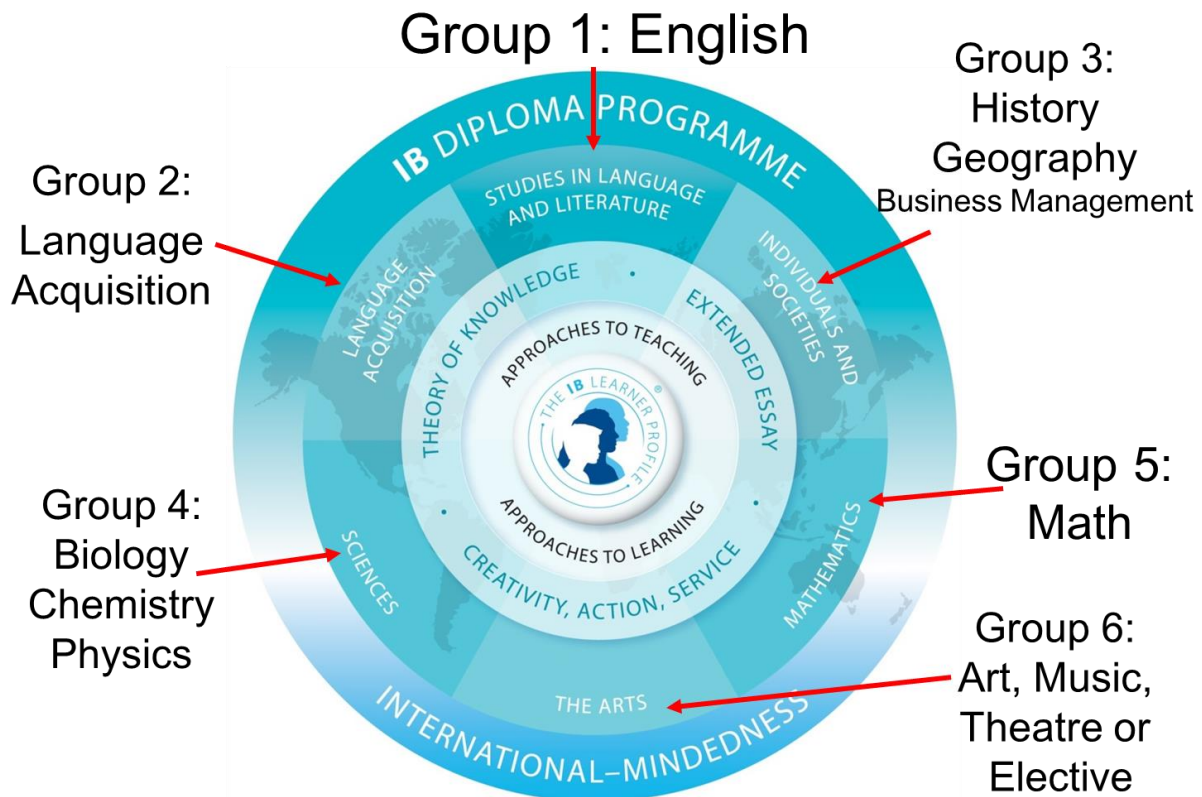 Group 1: English
Group 3:
History
Geography
Business Management
Group 2:
Language
Acquisition
Group 4:
Biology
Chemistry
Physics
Group 5:
Math
Group 6:
Art, Music,
Theatre or
Elective
IB DIPLOMA PROGRAMME
STUDIES IN LANGUAGE
AND LITERATURE
LANGUAGE
ACQUISITION
INDIVIDUALS AND
SOCIETIES
SCIENCES
MATHEMATICS
THE ARTS
THEORY OF KNOWLEDGE
EXTENDED ESSAY
CREATIVITY, ACTION, SERVICE
APPROACHES TO TEACHING
APPROACHES TO LEARNING
THE IB LEARNER PROFILE
®
INTERNATIONAL–MINDEDNESS